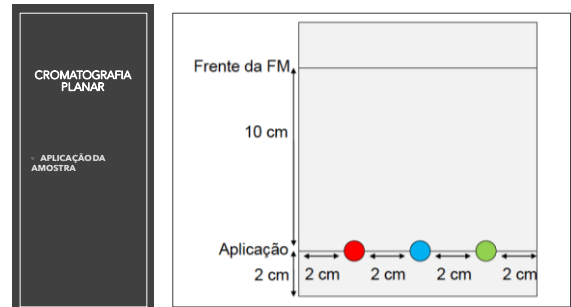 CROMATOGRAFIA
PLANAR
APLICAÇÃO DA
AMOSTRA
Frente da FM
10 cm
Aplicação
2 cm
2 cm
2 cm
2 cm
2 cm